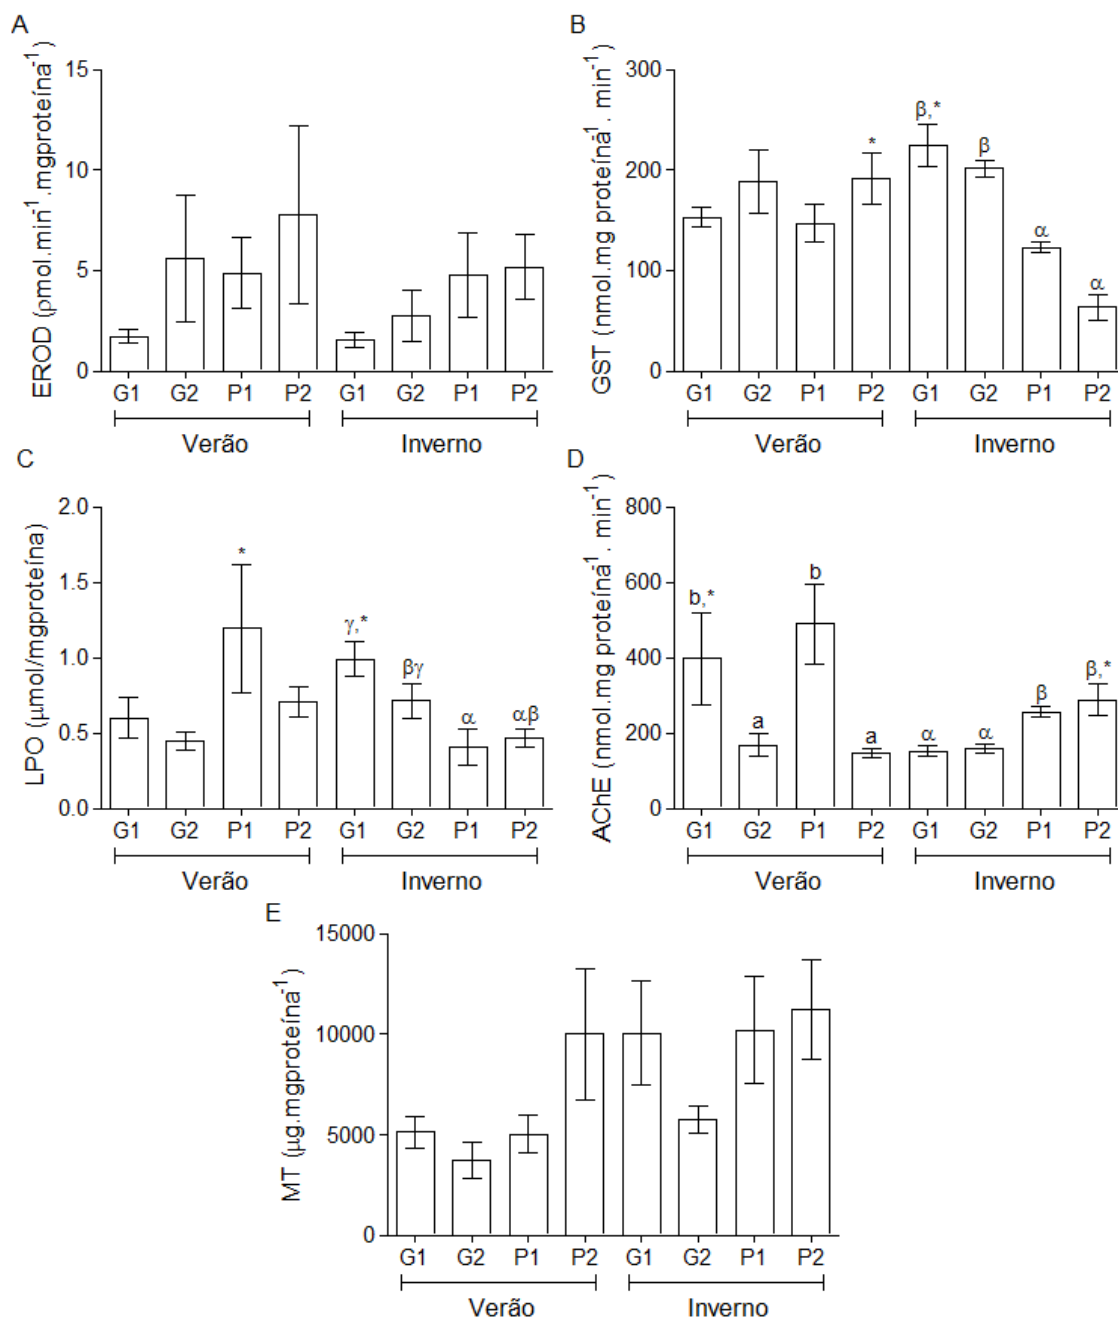 A
EROD (ρmol.min⁻¹.mgproteína⁻¹)
15
10
5
0
G1 G2 P1 P2 G1 G2 P1 P2
Verão Inverno
B
GST (nmol.mg proteína⁻¹ . min⁻¹)
300
200
100
0
* β,* β α α
G1 G2 P1 P2 G1 G2 P1 P2
Verão Inverno
C
LPO (μmol/mgproteína)
2.0
1.5
1.0
0.5
0.0
* γ,* βγ α αβ
G1 G2 P1 P2 G1 G2 P1 P2
Verão Inverno
D
AChE (nmol.mg proteína⁻¹ . min⁻¹)
800
600
400
200
0
b,* a b a α α β β,*
G1 G2 P1 P2 G1 G2 P1 P2
Verão Inverno
E
MT (μg.mgproteína⁻¹)
15000
10000
5000
0
G1 G2 P1 P2 G1 G2 P1 P2
Verão Inverno